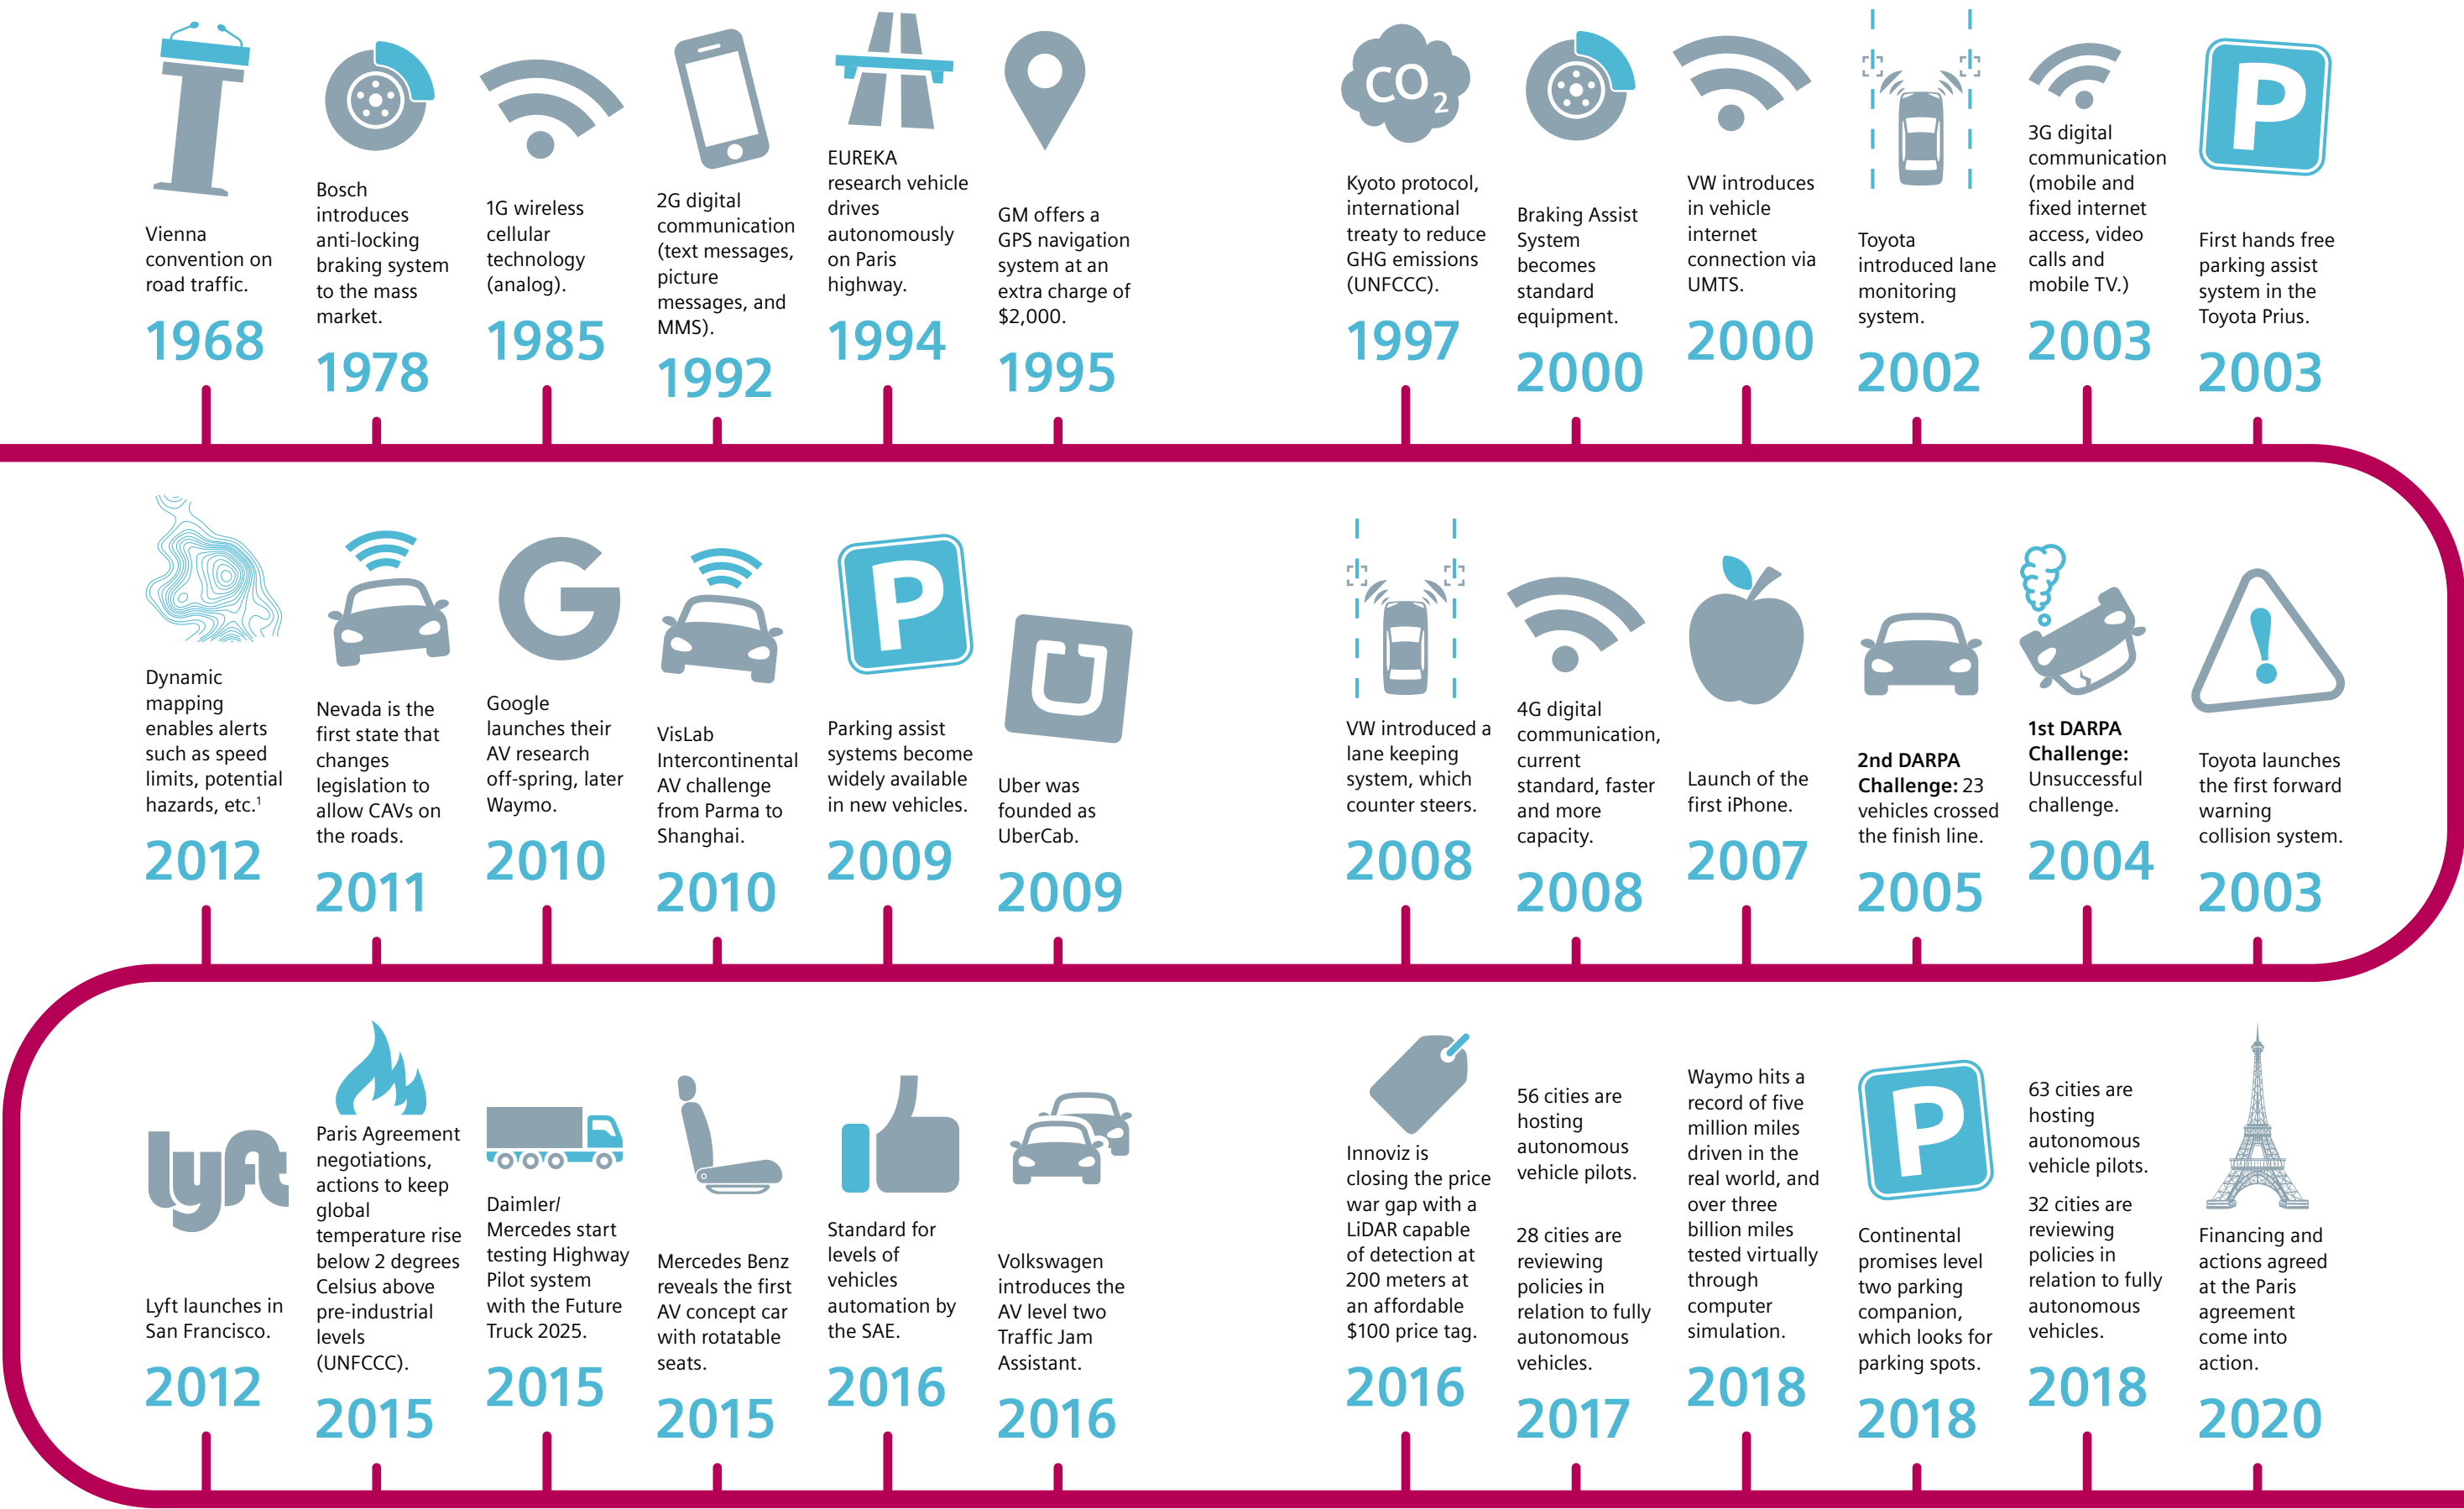 Vienna
convention on
road traffic.
1968
Bosch
introduces
anti-locking
braking system
to the mass
market.
1978
1G wireless
cellular
technology
(analog).
1985
2G digital
communication
(text messages,
picture
messages, and
MMS).
1992
EUREKA
research vehicle
drives
autonomously
on Paris
highway.
1994
GM offers a
GPS navigation
system at an
extra charge of
$2,000.
1995
CO2
Kyoto protocol,
international
treaty to reduce
GHG emissions
(UNFCCC).
1997
Braking Assist
System
becomes
standard
equipment.
2000
VW introduces
in vehicle
internet
connection via
UMTS.
2000
Toyota
introduced lane
monitoring
system.
2002
3G digital
communication
(mobile and
fixed internet
access, video
calls and
mobile TV.)
2003
P
First hands free
parking assist
system in the
Toyota Prius.
2003
Dynamic
mapping
enables alerts
such as speed
limits, potential
hazards, etc.1
2012
Nevada is the
first state that
changes
legislation to
allow CAVs on
the roads.
2011
G
Google
launches their
AV research
off-spring, later
Waymo.
2010
VisLab
Intercontinental
AV challenge
from Parma to
Shanghai.
2010
P
Parking assist
systems become
widely available
in new vehicles.
2009
U
Uber was
founded as
UberCab.
2009
VW introduced a
lane keeping
system, which
counter steers.
2008
4G digital
communication,
current
standard, faster
and more
capacity.
2008
Launch of the
first iPhone.
2007
2nd DARPA
Challenge: 23
vehicles crossed
the finish line.
2005
1st DARPA
Challenge:
Unsuccessful
challenge.
2004
!
Toyota launches
the first forward
warning
collision system.
2003
lyft
Lyft launches in
San Francisco.
2012
Paris Agreement
negotiations,
actions to keep
global
temperature rise
below 2 degrees
Celsius above
pre-industrial
levels
(UNFCCC).
2015
Daimler/
Mercedes start
testing Highway
Pilot system
with the Future
Truck 2025.
2015
Mercedes Benz
reveals the first
AV concept car
with rotatable
seats.
2015
Standard for
levels of
vehicles
automation by
the SAE.
2016
Volkswagen
introduces the
AV level two
Traffic Jam
Assistant.
2016
Innoviz is
closing the price
war gap with a
LiDAR capable
of detection at
200 meters at
an affordable
$100 price tag.
2016
56 cities are
hosting
autonomous
vehicle pilots.
28 cities are
reviewing
policies in
relation to fully
autonomous
vehicles.
2017
Waymo hits a
record of five
million miles
driven in the
real world, and
over three
billion miles
tested virtually
through
computer
simulation.
2018
P
Continental
promises level
two parking
companion,
which looks for
parking spots.
2018
63 cities are
hosting
autonomous
vehicle pilots.
32 cities are
reviewing
policies in
relation to fully
autonomous
vehicles.
2018
Financing and
actions agreed
at the Paris
agreement
come into
action.
2020